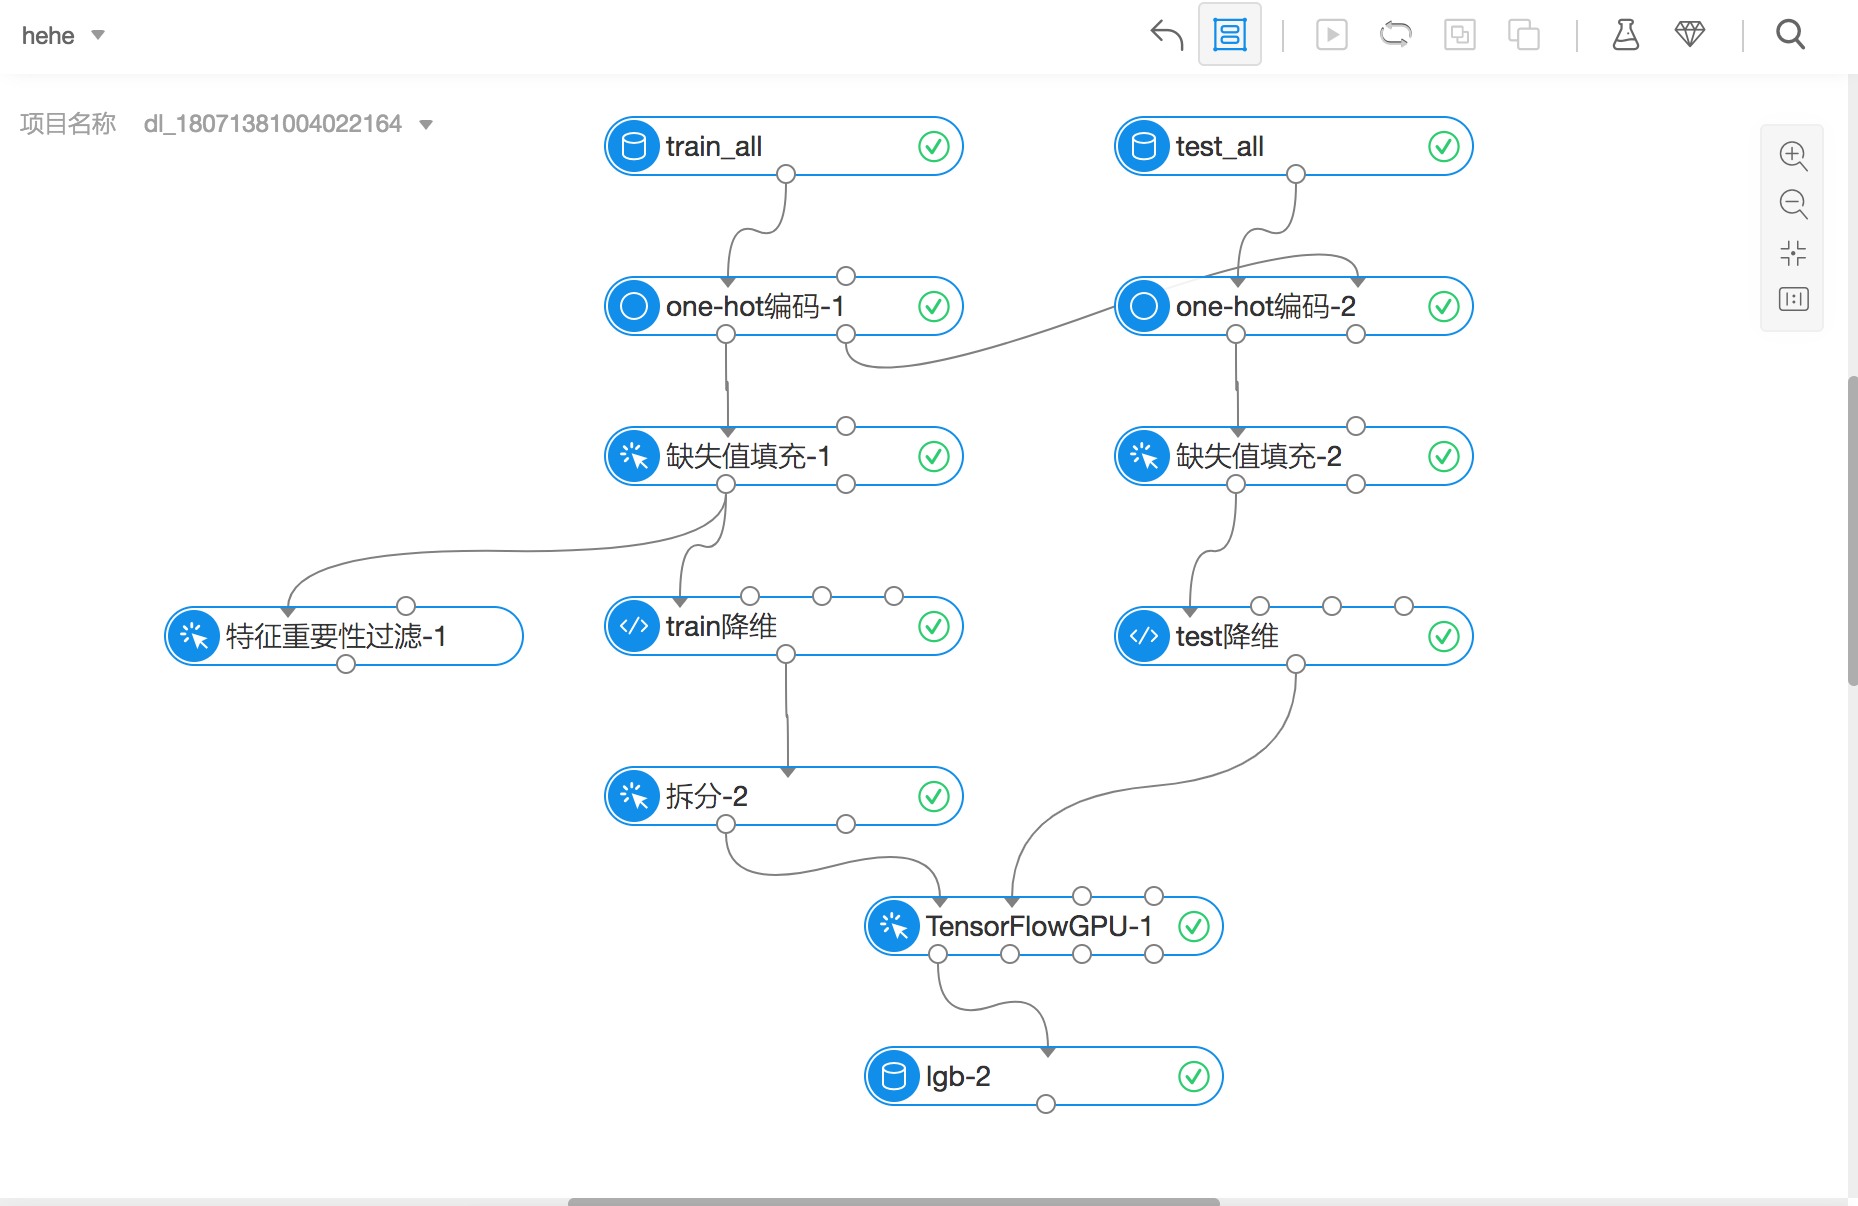 hehe
项目名称 dl_18071381004022164
train_all
test_all
one-hot编码-1
one-hot编码-2
缺失值填充-1
缺失值填充-2
特征重要性过滤-1
train降维
test降维
拆分-2
TensorFlowGPU-1
lgb-2